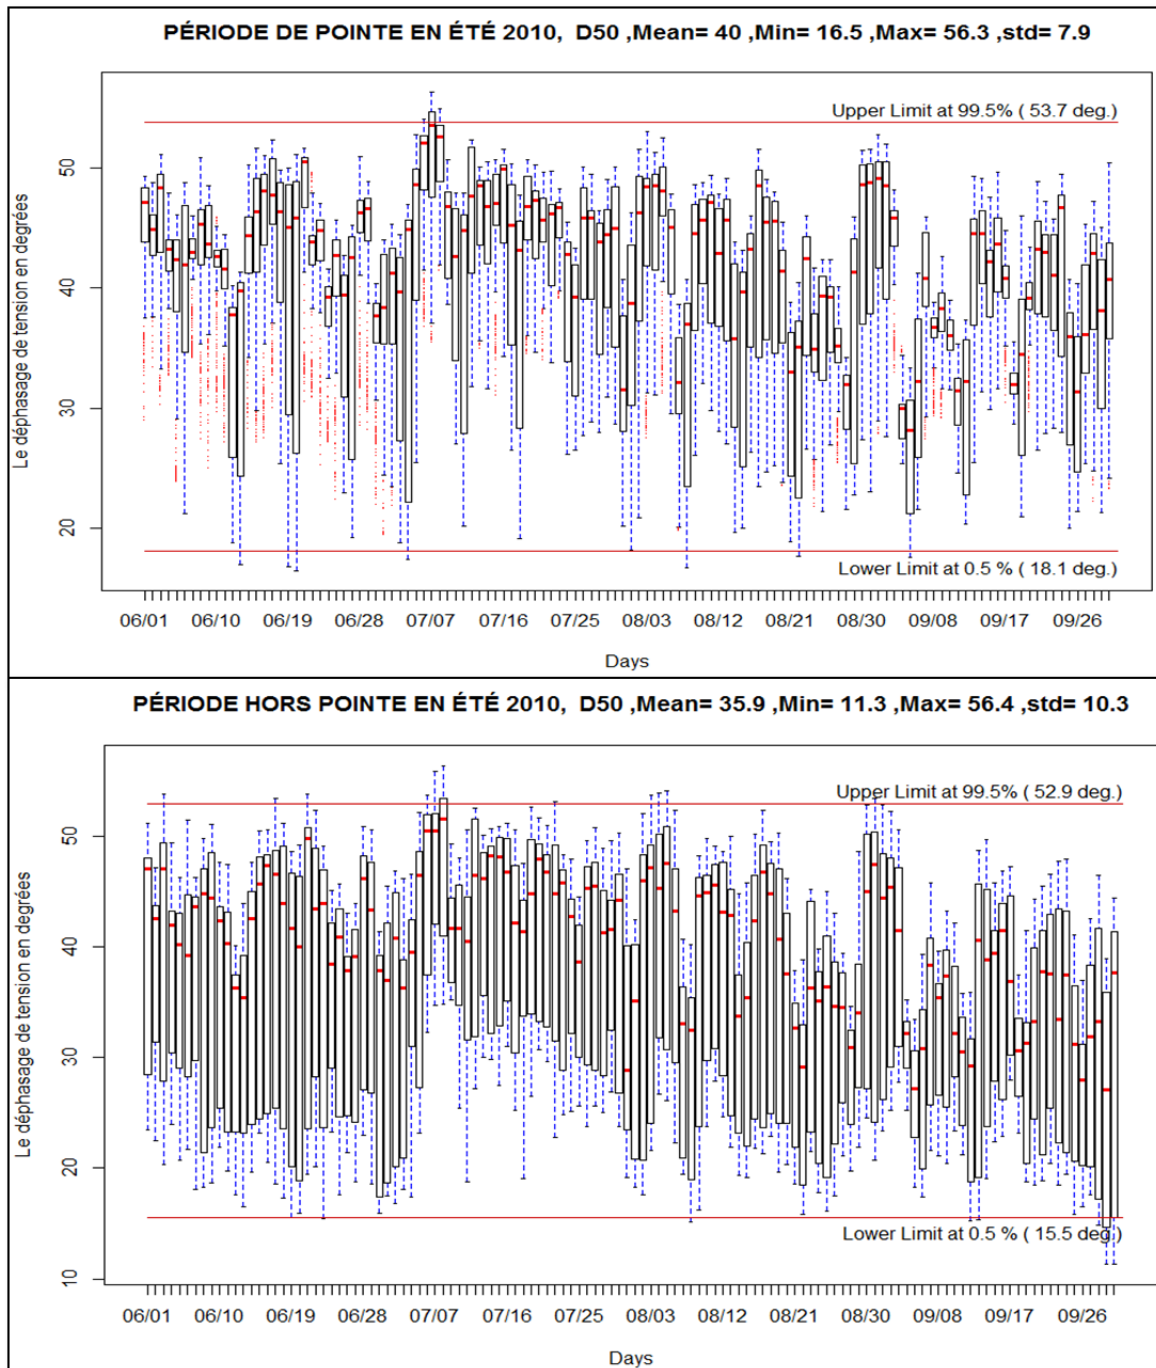 PÉRIODE DE POINTE EN ÉTÉ 2010, D50 ,Mean= 40 ,Min= 16.5 ,Max= 56.3 ,std= 7.9
Upper Limit at 99.5% ( 53.7 deg.)
Le déphasage de tension en degrées
50
40
30
20
Lower Limit at 0.5 % ( 18.1 deg.)
06/01 06/10 06/19 06/28 07/07 07/16 07/25 08/03 08/12 08/21 08/30 09/08 09/17 09/26
Days
PÉRIODE HORS POINTE EN ÉTÉ 2010, D50 ,Mean= 35.9 ,Min= 11.3 ,Max= 56.4 ,std= 10.3
Upper Limit at 99.5% ( 52.9 deg.)
Le déphasage de tension en degrées
50
40
30
20
10
Lower Limit at 0.5 % ( 15.5 deg.)
06/01 06/10 06/19 06/28 07/07 07/16 07/25 08/03 08/12 08/21 08/30 09/08 09/17 09/26
Days